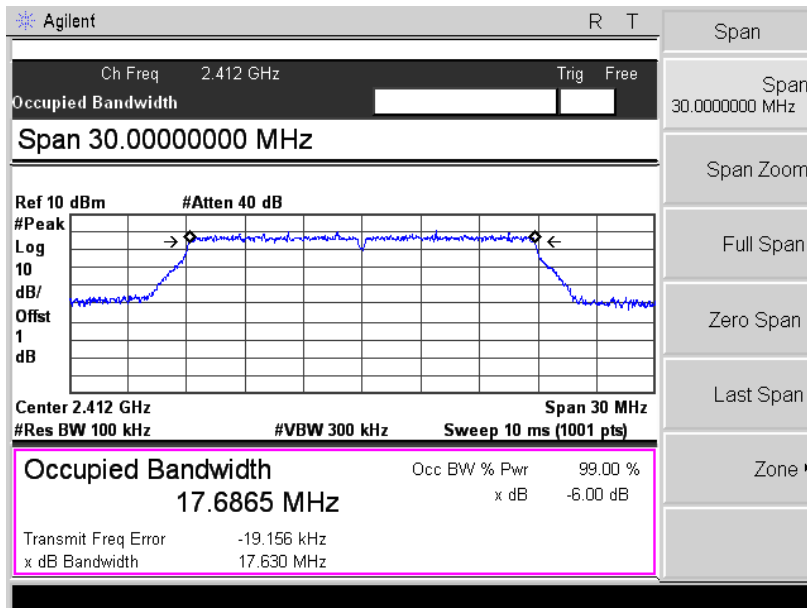 Agilent R T
Span
Ch Freq 2.412 GHz Trig Free
Occupied Bandwidth
Span
30.0000000 MHz
Span 30.00000000 MHz
Span Zoom
Ref 10 dBm #Atten 40 dB
#Peak
Log
10
dB/
Offst
1
dB
Full Span
Zero Span
Last Span
Center 2.412 GHz Span 30 MHz
#Res BW 100 kHz #VBW 300 kHz Sweep 10 ms (1001 pts)
Occupied Bandwidth Occ BW % Pwr 99.00 %
17.6865 MHz x dB -6.00 dB
Zone
Transmit Freq Error -19.156 kHz
x dB Bandwidth 17.630 MHz